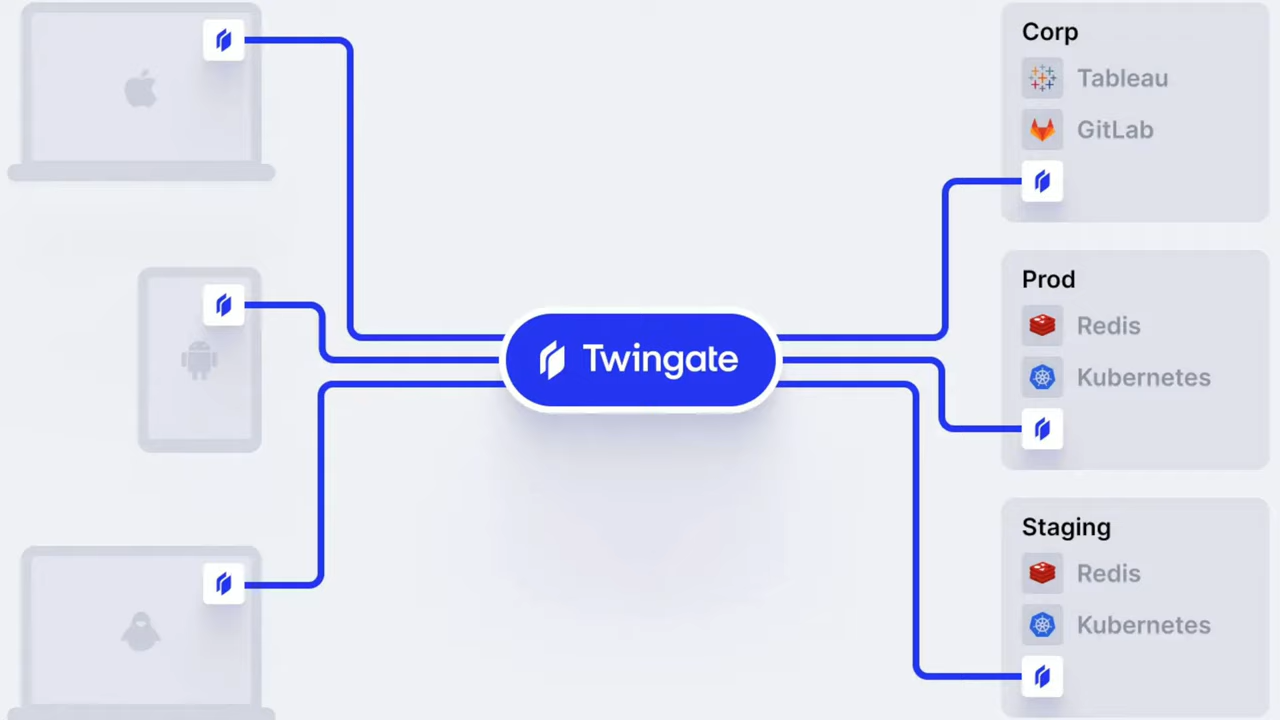 Corp
Tableau
GitLab
Twingate
Prod
Redis
Kubernetes
Staging
Redis
Kubernetes